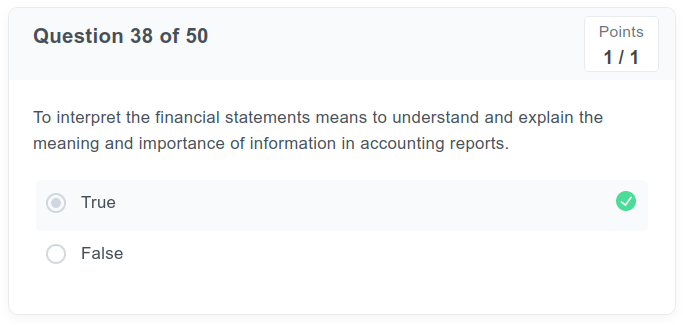 Question 38 of 50
Points
1 / 1
To interpret the financial statements means to understand and explain the
meaning and importance of information in accounting reports.
True
False